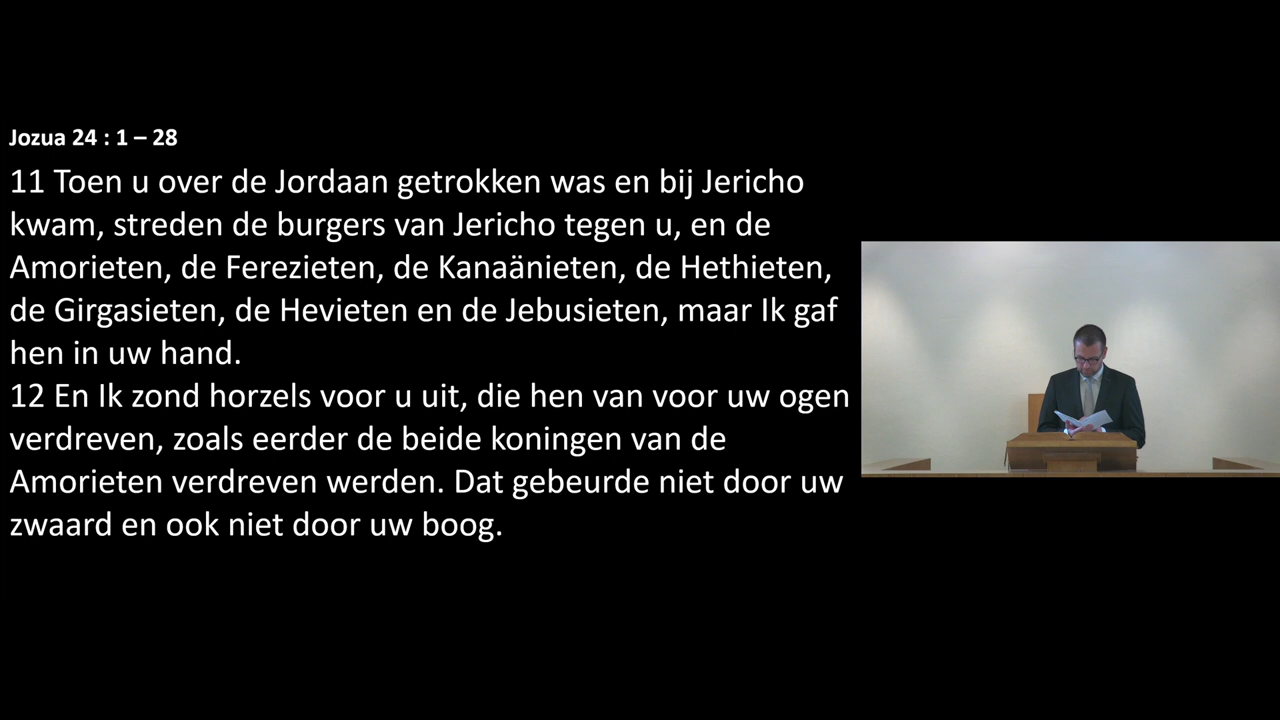 Jozua 24 : 1 – 28
11 Toen u over de Jordaan getrokken was en bij Jericho
kwam, streden de burgers van Jericho tegen u, en de
Amorieten, de Ferezieten, de Kanaänieten, de Hethieten,
de Girgasieten, de Hevieten en de Jebusieten, maar Ik gaf
hen in uw hand.
12 En Ik zond horzels voor u uit, die hen van voor uw ogen
verdreven, zoals eerder de beide koningen van de
Amorieten verdreven werden. Dat gebeurde niet door uw
zwaard en ook niet door uw boog.